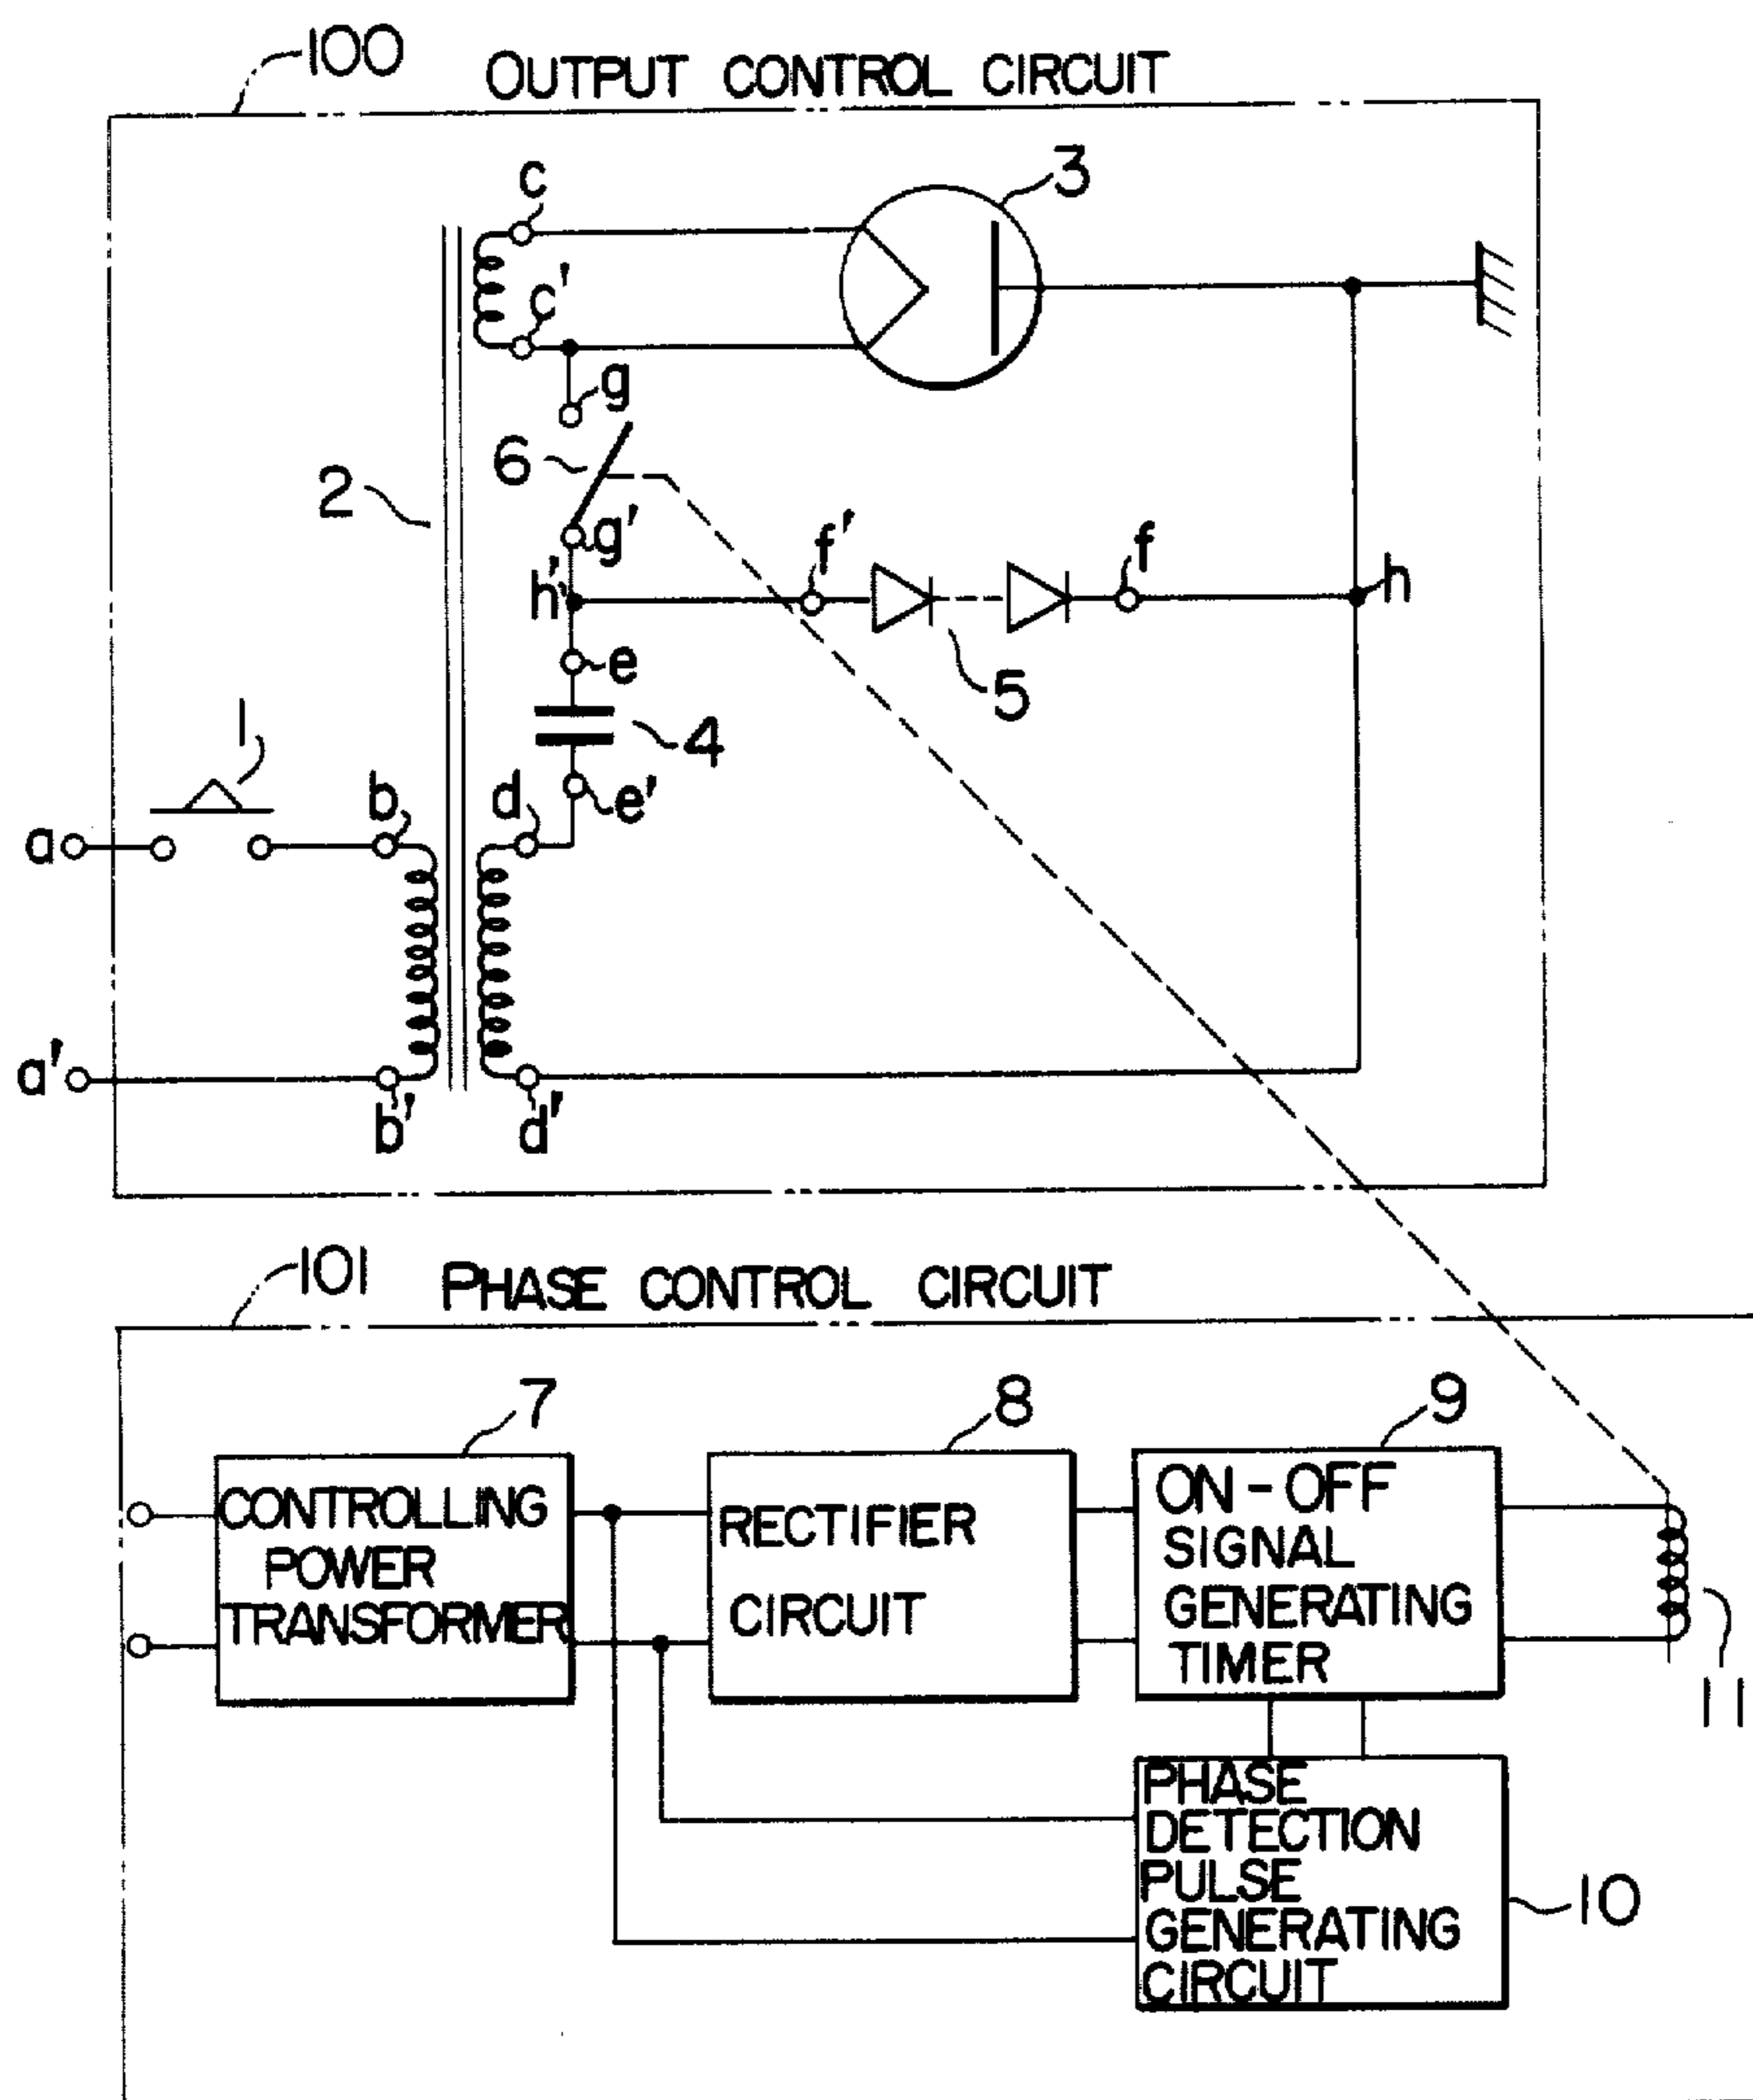 100
OUTPUT CONTROL CIRCUIT
c
3
c'
g
6
2
g'
f'
f
h'
h
e
5
1
4
b
d
e'
a
a'
b'
d'
101
PHASE CONTROL CIRCUIT
7
8
9
CONTROLLING
POWER
TRANSFORMER
RECTIFIER
CIRCUIT
ON-OFF
SIGNAL
GENERATING
TIMER
11
PHASE
DETECTION
PULSE
GENERATING
CIRCUIT
10